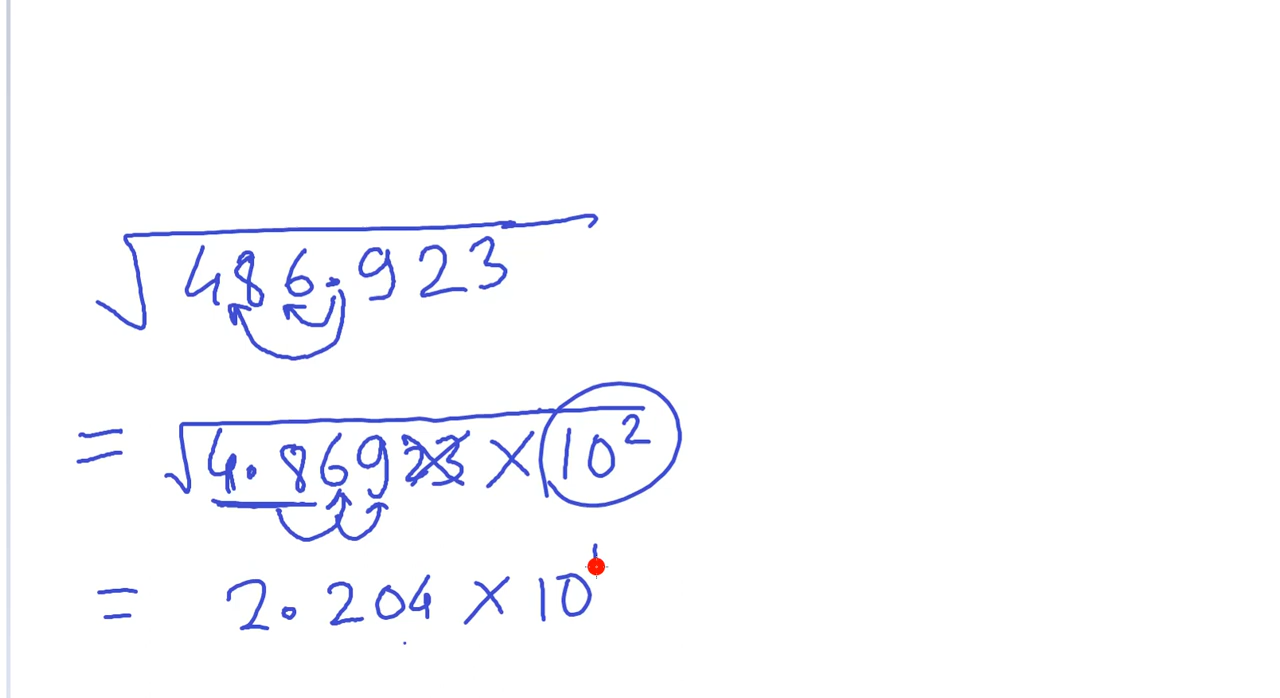 √486.923
= √4.86923 × 10²
= 2.204 × 10¹